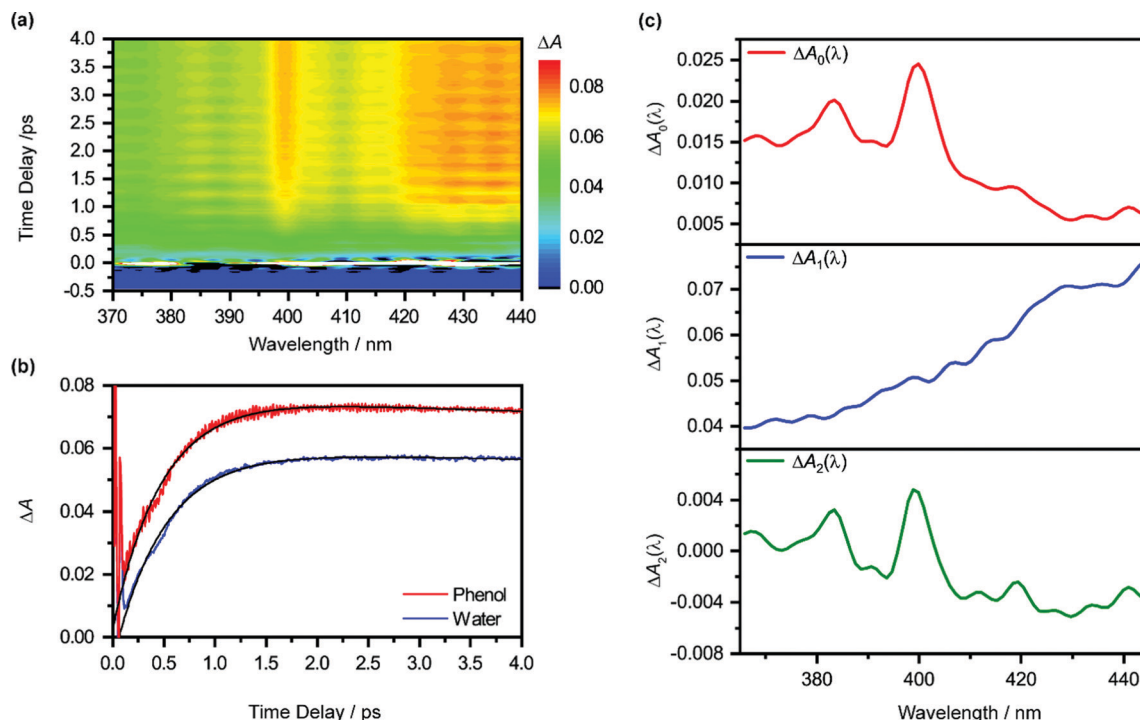 (a)
4.0
3.5
3.0
2.5
2.0
1.5
1.0
0.5
0.0
-0.5
Time Delay /ps
370 380 390 400 410 420 430 440
Wavelength / nm
ΔA
0.08
0.06
0.04
0.02
0.00
(b)
0.08
0.06
0.04
0.02
0.00
ΔA
Phenol
Water
0.0 0.5 1.0 1.5 2.0 2.5 3.0 3.5 4.0
Time Delay / ps
(c)
ΔA0(λ)
0.025
0.020
0.015
0.010
0.005
ΔA0(λ)
ΔA1(λ)
0.07
0.06
0.05
0.04
ΔA1(λ)
ΔA2(λ)
0.004
0.000
-0.004
-0.008
ΔA2(λ)
380 400 420 440
Wavelength / nm